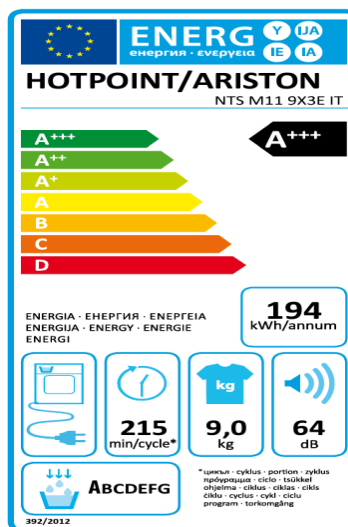 ENERG Y IJA
енергия · ενεργεια IE IA
HOTPOINT/ARISTON
NTS M11 9X3E IT
A+++ A+++
A++
A+
A
B
C
D
194
kWh/annum
ENERGIA · ЕНЕРГИЯ · ΕΝΕΡΓΕΙΑ
ENERGIJA · ENERGY · ENERGIE
ENERGI
215
min/cycle*
kg
9,0
kg
64
dB
ABCDEFG
*цикъл · cyklus · portion · zyklus
πρόγραμμα · ciclo · tsükkel
ohjelma · ciklus · ciklas · cikls
ċiklu · cyclus · cykl · ciclu
program · torkomgång
392/2012